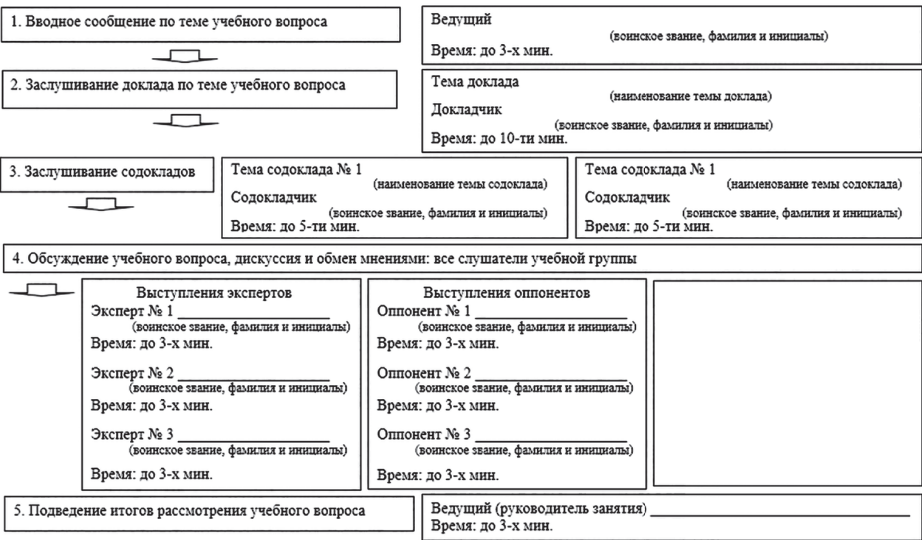 1. Вводное сообщение по теме учебного вопроса
Ведущий
(воинское звание, фамилия и инициалы)
Время: до 3-х мин.
2. Заслушивание доклада по теме учебного вопроса
Тема доклада
(наименование темы доклада)
Докладчик
(воинское звание, фамилия и инициалы)
Время: до 10-ти мин.
3. Заслушивание содокладов
Тема содоклада № 1
(наименование темы содоклада)
Содокладчик
(воинское звание, фамилия и инициалы)
Время: до 5-ти мин.
Тема содоклада № 1
(наименование темы содоклада)
Содокладчик
(воинское звание, фамилия и инициалы)
Время: до 5-ти мин.
4. Обсуждение учебного вопроса, дискуссия и обмен мнениями: все слушатели учебной группы
Выступления экспертов
Эксперт № 1 ____________________
(воинское звание, фамилия и инициалы)
Время: до 3-х мин.
Эксперт № 2 ____________________
(воинское звание, фамилия и инициалы)
Время: до 3-х мин.
Эксперт № 3 ____________________
(воинское звание, фамилия и инициалы)
Время: до 3-х мин.
Выступления оппонентов
Оппонент № 1 ____________________
(воинское звание, фамилия и инициалы)
Время: до 3-х мин.
Оппонент № 2 ____________________
(воинское звание, фамилия и инициалы)
Время: до 3-х мин.
Оппонент № 3 ____________________
(воинское звание, фамилия и инициалы)
Время: до 3-х мин.
5. Подведение итогов рассмотрения учебного вопроса
Ведущий (руководитель занятия) ____________________
Время: до 3-х мин.